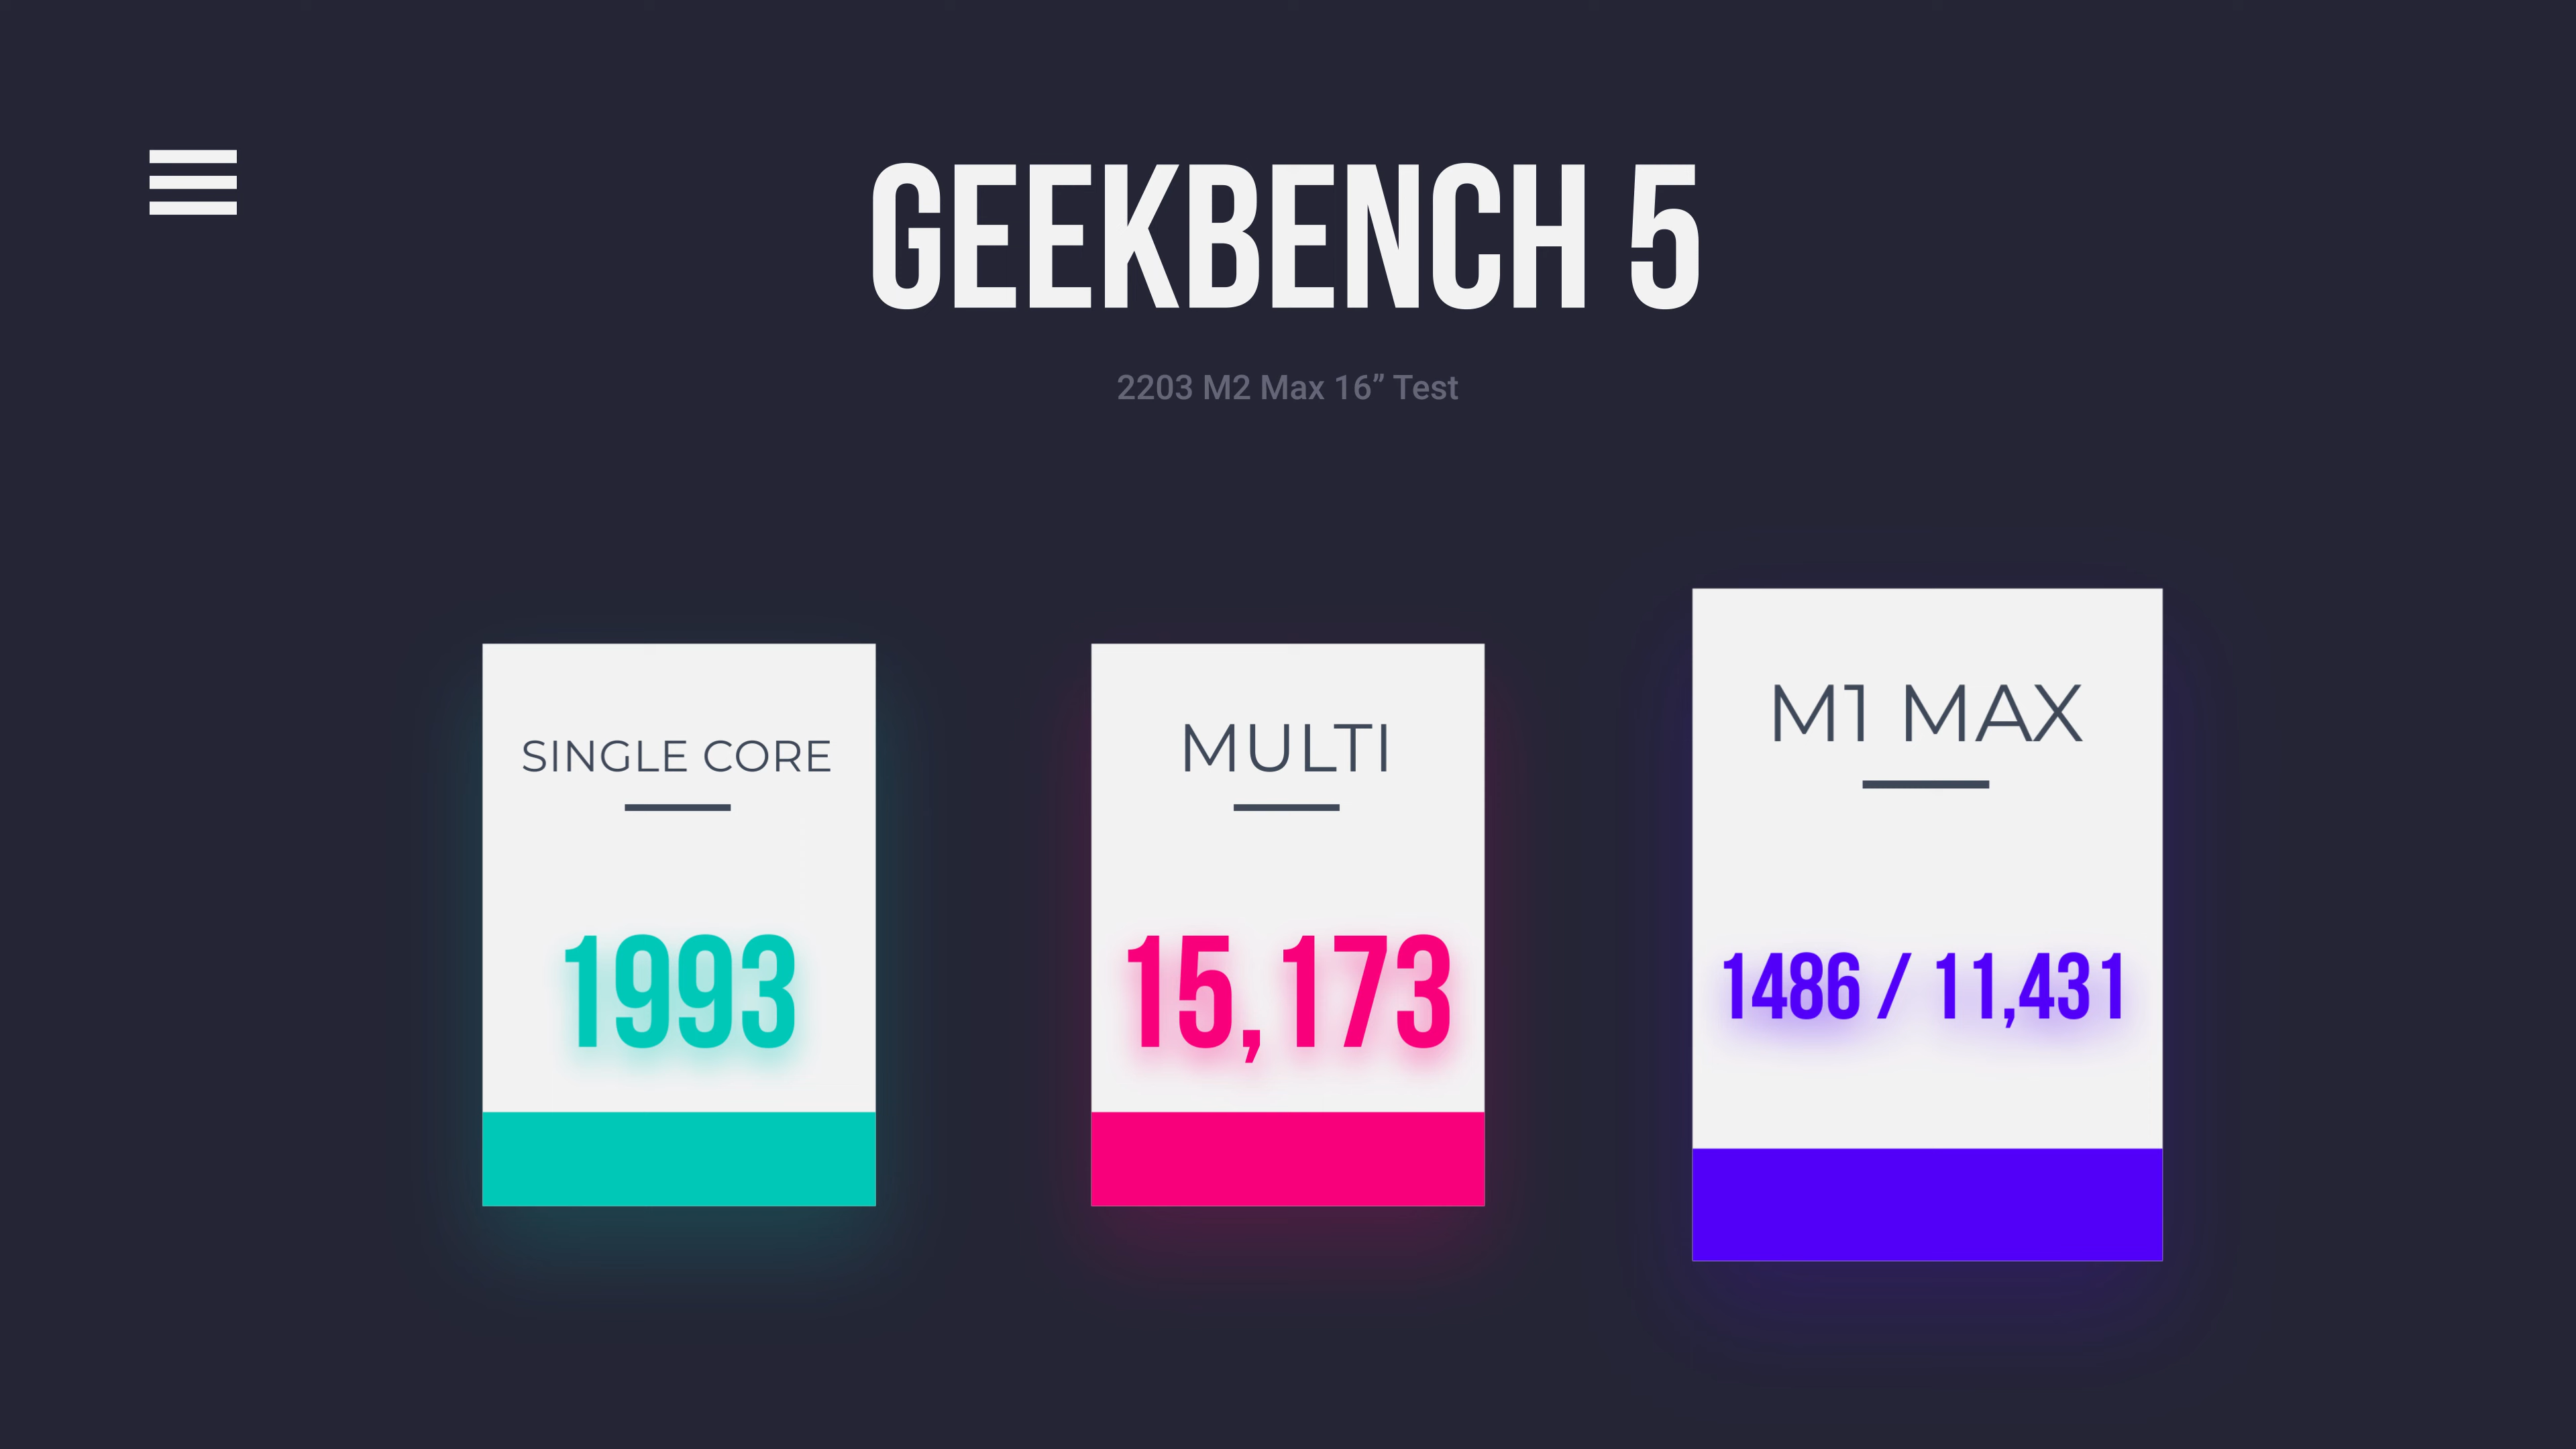 GEEKBENCH 5
2203 M2 Max 16” Test
SINGLE CORE
1993
MULTI
15,173
M1 MAX
1486 / 11,431